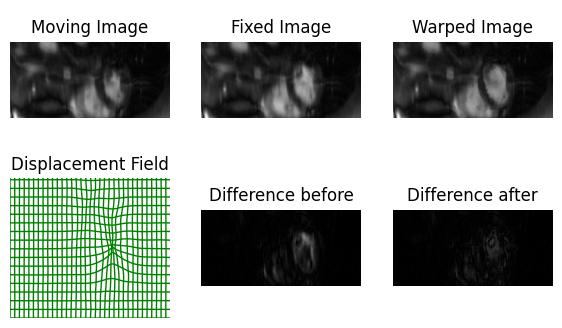 Moving Image
Fixed Image
Warped Image
Displacement Field
Difference before
Difference after